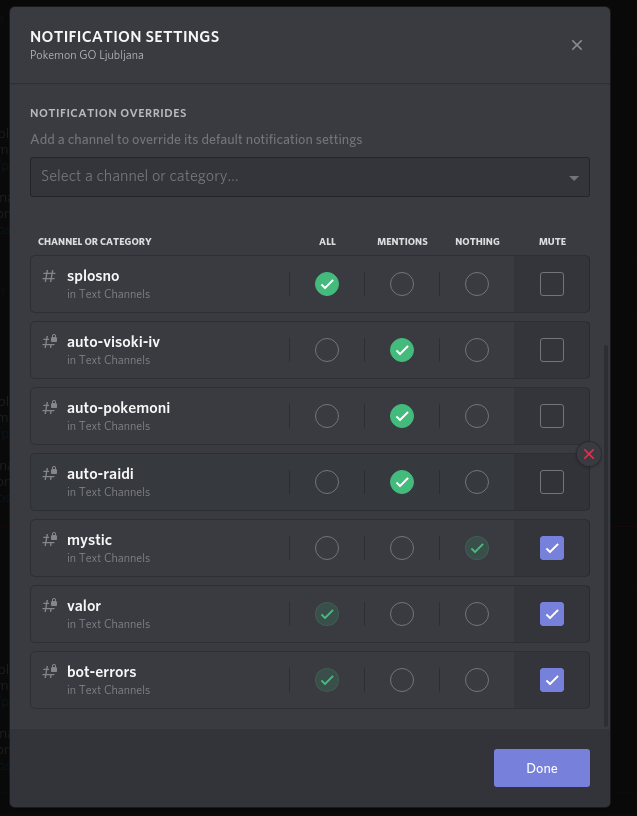 NOTIFICATION SETTINGS
Pokemon GO Ljubljana
NOTIFICATION OVERRIDES
Add a channel to override its default notification settings
Select a channel or category...
CHANNEL OR CATEGORY ALL MENTIONS NOTHING MUTE
splosno
in Text Channels
auto-visoki-iv
in Text Channels
auto-pokemoni
in Text Channels
auto-raidi
in Text Channels
mystic
in Text Channels
valor
in Text Channels
bot-errors
in Text Channels
Done